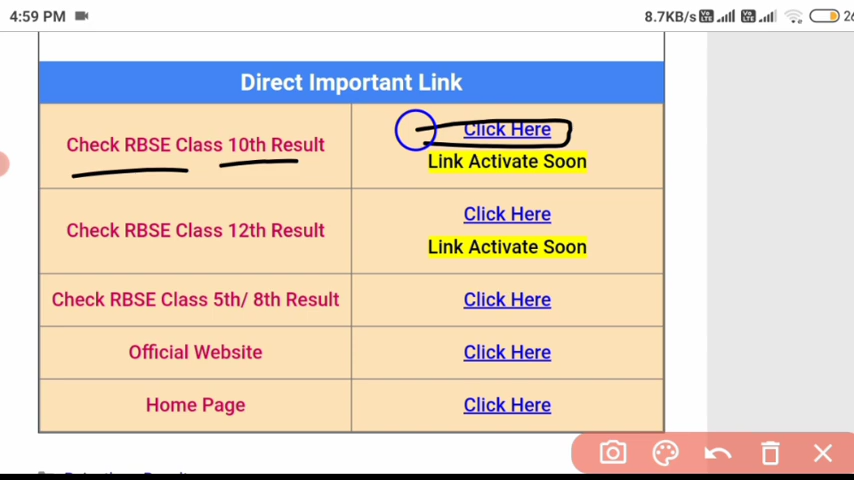 4:59 PM
8.7KB/s
Direct Important Link
Check RBSE Class 10th Result
Click Here
Link Activate Soon
Check RBSE Class 12th Result
Click Here
Link Activate Soon
Check RBSE Class 5th/ 8th Result
Click Here
Official Website
Click Here
Home Page
Click Here